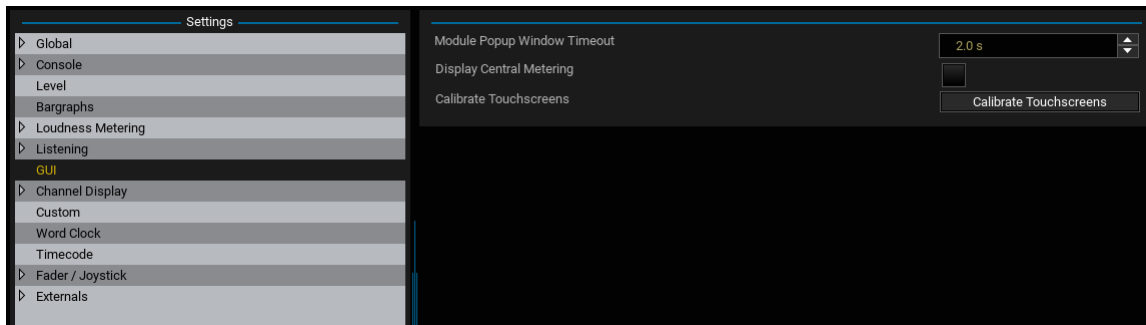 Settings
Global
Console
Level
Bargraphs
Loudness Metering
Listening
GUI
Channel Display
Custom
Word Clock
Timecode
Fader / Joystick
Externals
Module Popup Window Timeout
2.0 s
Display Central Metering
Calibrate Touchscreens
Calibrate Touchscreens